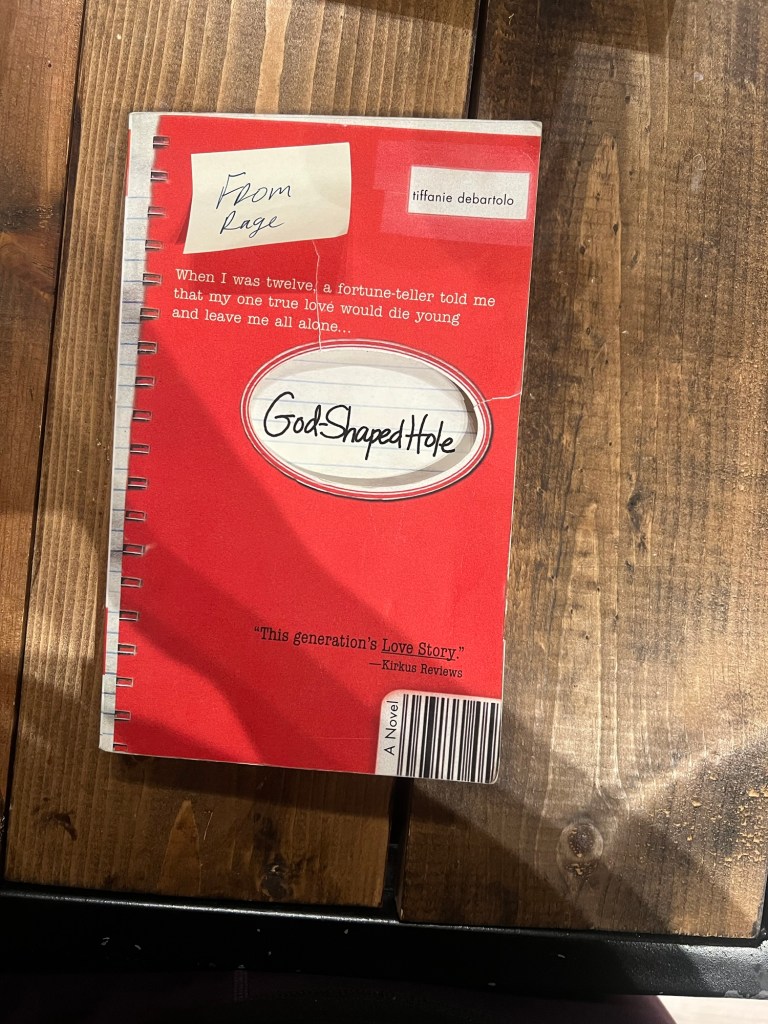 From
Rage
tiffanie debartolo
When I was twelve, a fortune-teller told me
that my one true love would die young
and leave me all alone...
God-Shaped Hole
“This generation's Love Story.”
—Kirkus Reviews
A Novel